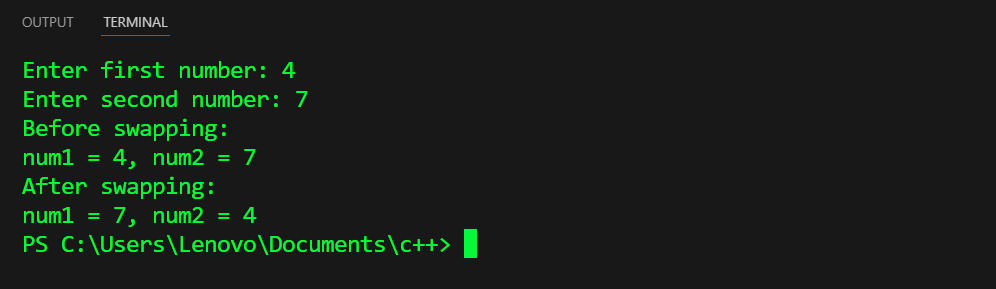 OUTPUT TERMINAL
Enter first number: 4
Enter second number: 7
Before swapping:
num1 = 4, num2 = 7
After swapping:
num1 = 7, num2 = 4
PS C:\Users\Lenovo\Documents\c++>